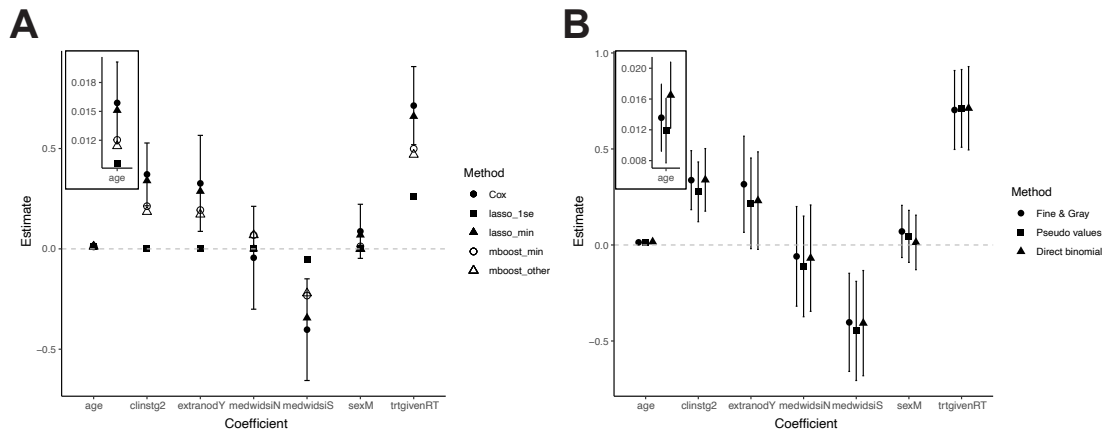 A
0.5
0.0
−0.5
Estimate
0.018
0.015
0.012
age
age
clinstg2
extranodY
medwidsiN
medwidsiS
sexM
trtgivenRT
Coefficient
Method
Cox
lasso_1se
lasso_min
mboost_min
mboost_other
B
1.0
0.5
0.0
−0.5
Estimate
0.020
0.016
0.012
0.008
age
age
clinstg2
extranodY
medwidsiN
medwidsiS
sexM
trtgivenRT
Coefficient
Method
Fine & Gray
Pseudo values
Direct binomial